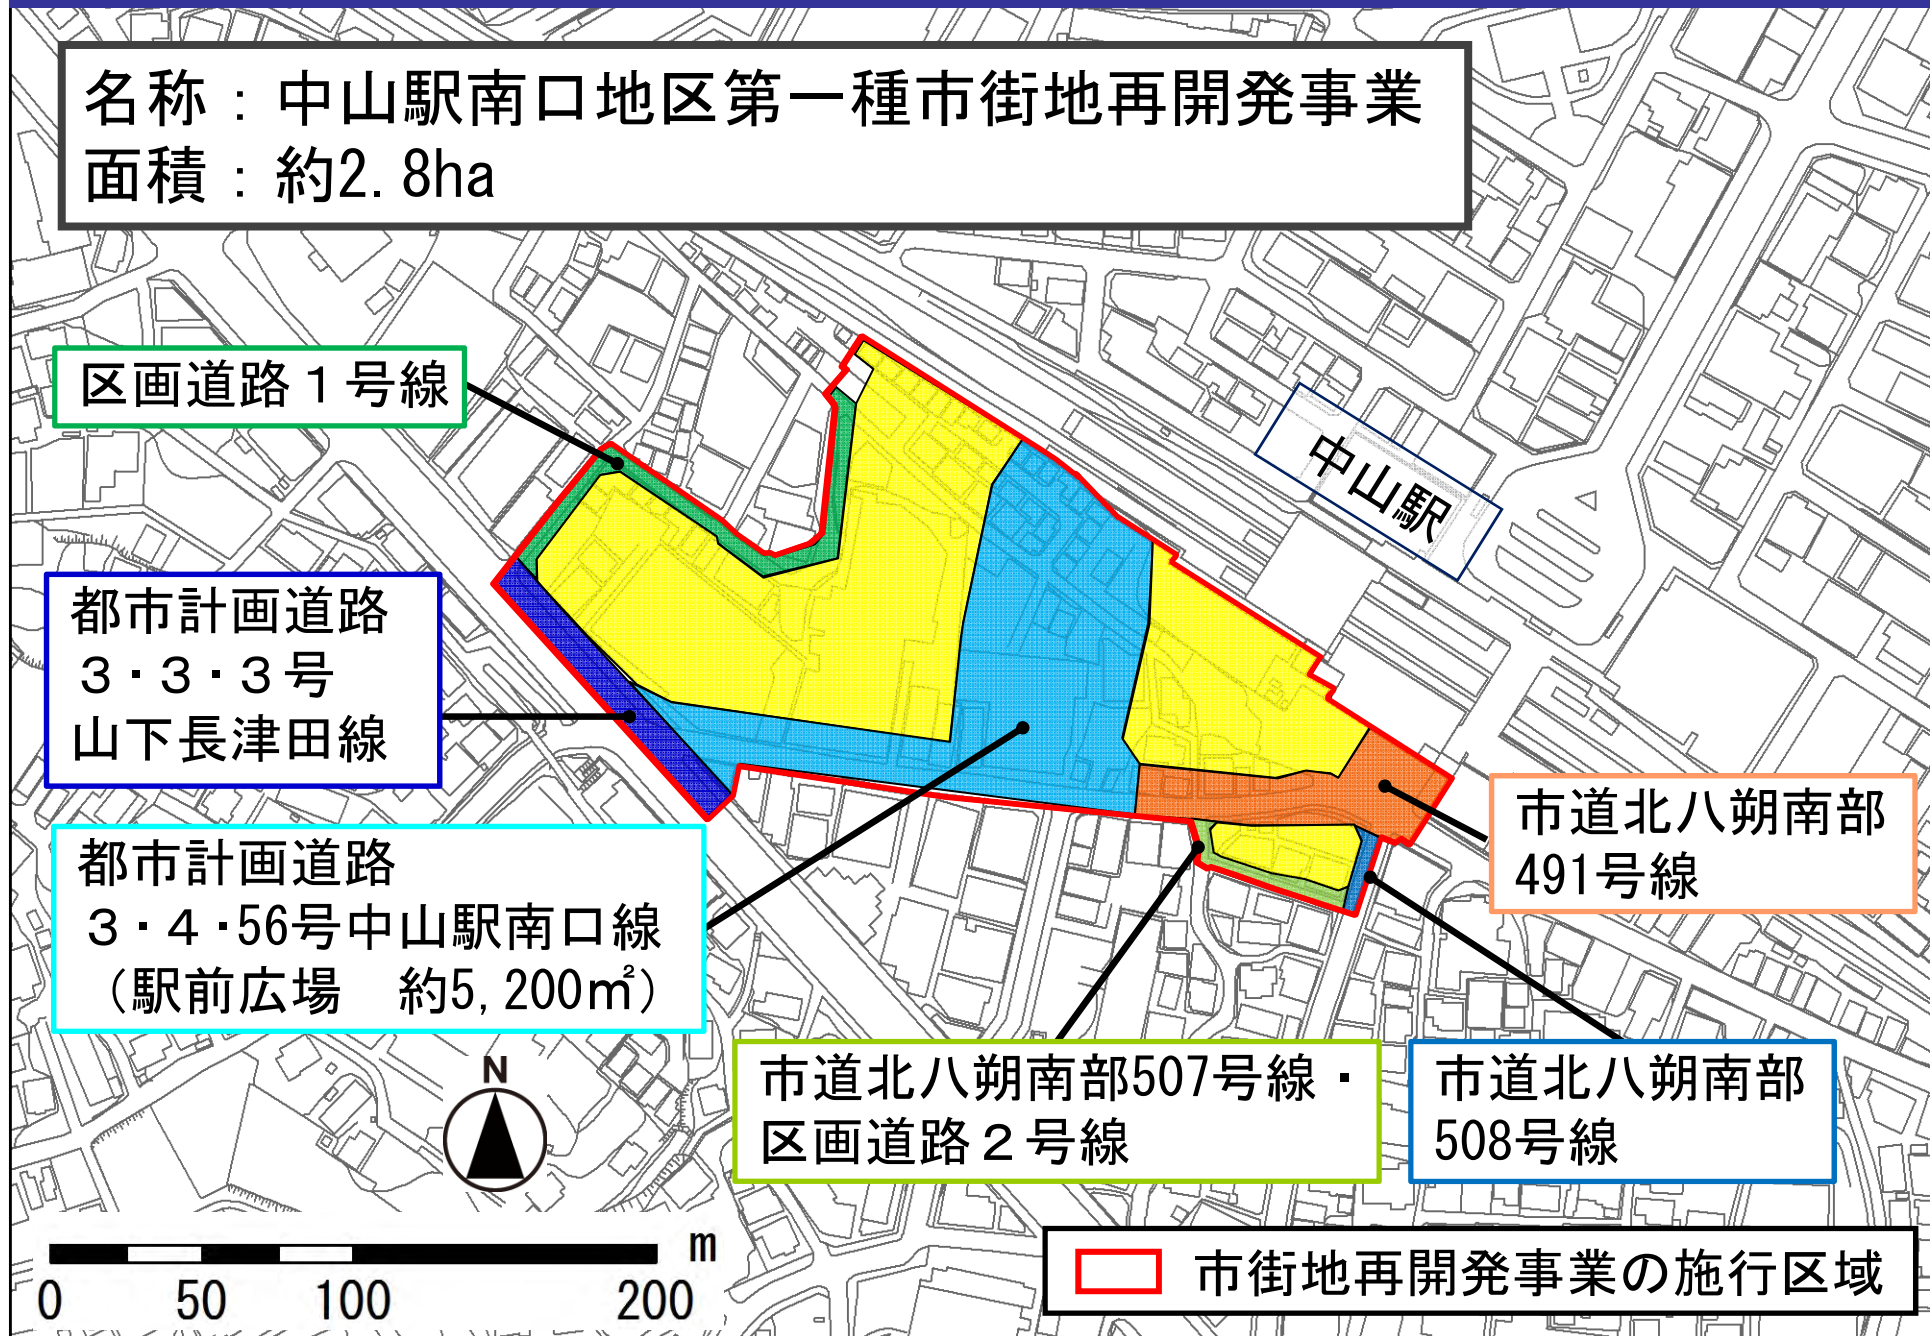 名称：中山駅南口地区第一種市街地再開発事業
面積：約2.8ha
区画道路１号線
中山駅
都市計画道路
３・３・３号
山下長津田線
都市計画道路
３・４・56号中山駅南口線
（駅前広場　約5,200㎡）
市道北八朔南部
491号線
市道北八朔南部507号線・
区画道路２号線
市道北八朔南部
508号線
N
m
0 50 100 200
市街地再開発事業の施行区域